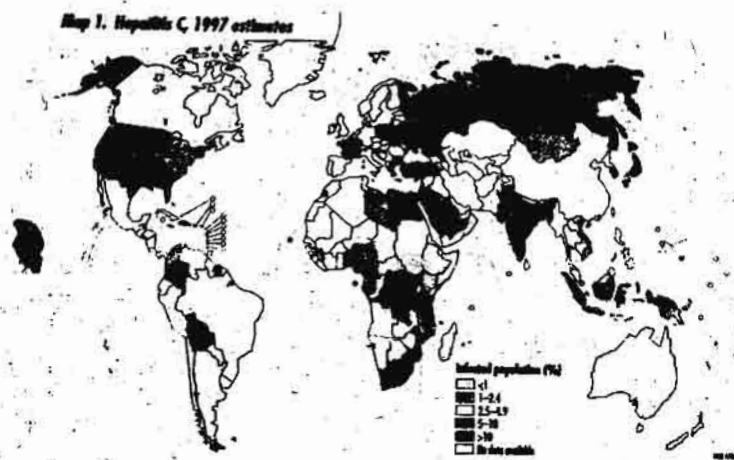 Map 1. Hepatitis C, 1997 estimates
Infected population (%)
<1
1–2.4
2.5–4.9
5–10
>10
No data available